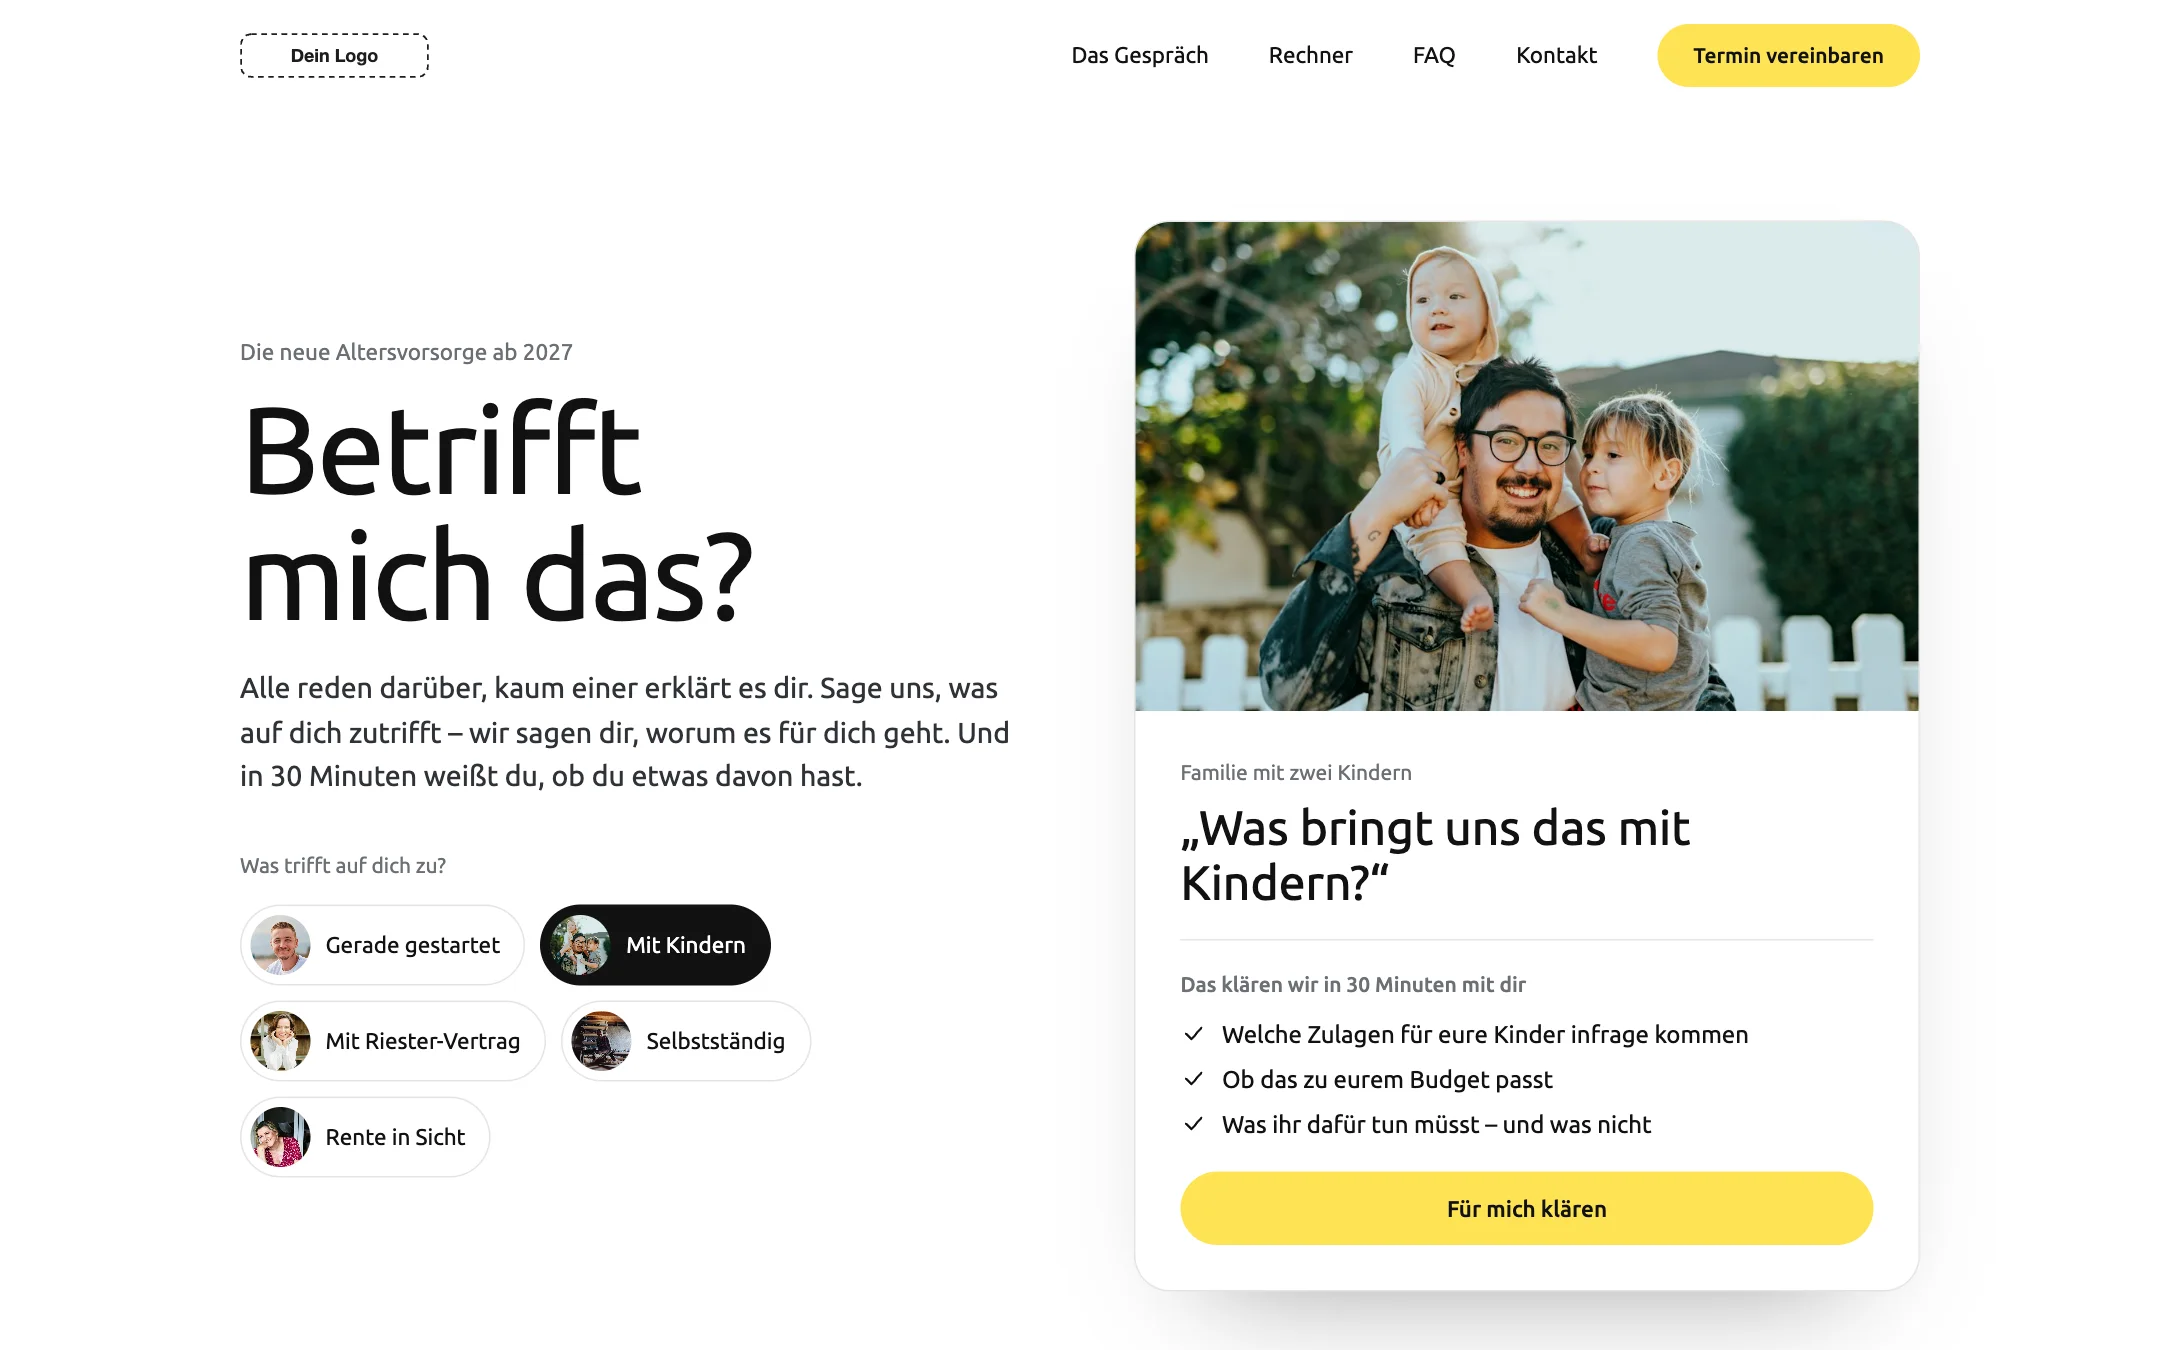 Dein Logo
Das Gespräch
Rechner
FAQ
Kontakt
Termin vereinbaren
Die neue Altersvorsorge ab 2027
Betrifft
mich das?
Alle reden darüber, kaum einer erklärt es dir. Sage uns, was
auf dich zutrifft – wir sagen dir, worum es für dich geht. Und
in 30 Minuten weißt du, ob du etwas davon hast.
Was trifft auf dich zu?
Gerade gestartet
Mit Kindern
Mit Riester-Vertrag
Selbstständig
Rente in Sicht
Familie mit zwei Kindern
„Was bringt uns das mit
Kindern?“
Das klären wir in 30 Minuten mit dir
Welche Zulagen für eure Kinder infrage kommen
Ob das zu eurem Budget passt
Was ihr dafür tun müsst – und was nicht
Für mich klären